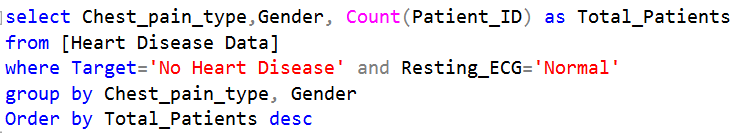 select Chest_pain_type,Gender, Count(Patient_ID) as Total_Patients
from [Heart Disease Data]
where Target='No Heart Disease' and Resting_ECG='Normal'
group by Chest_pain_type, Gender
Order by Total_Patients desc